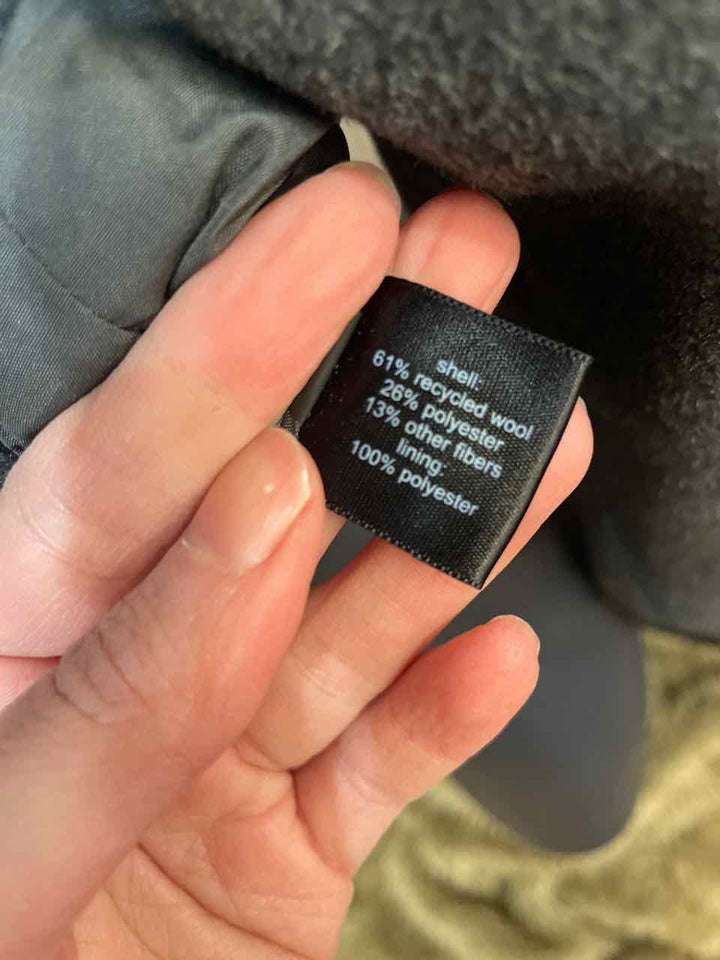 shell:
61% recycled wool
26% polyester
13% other fibers
lining
100% polyester